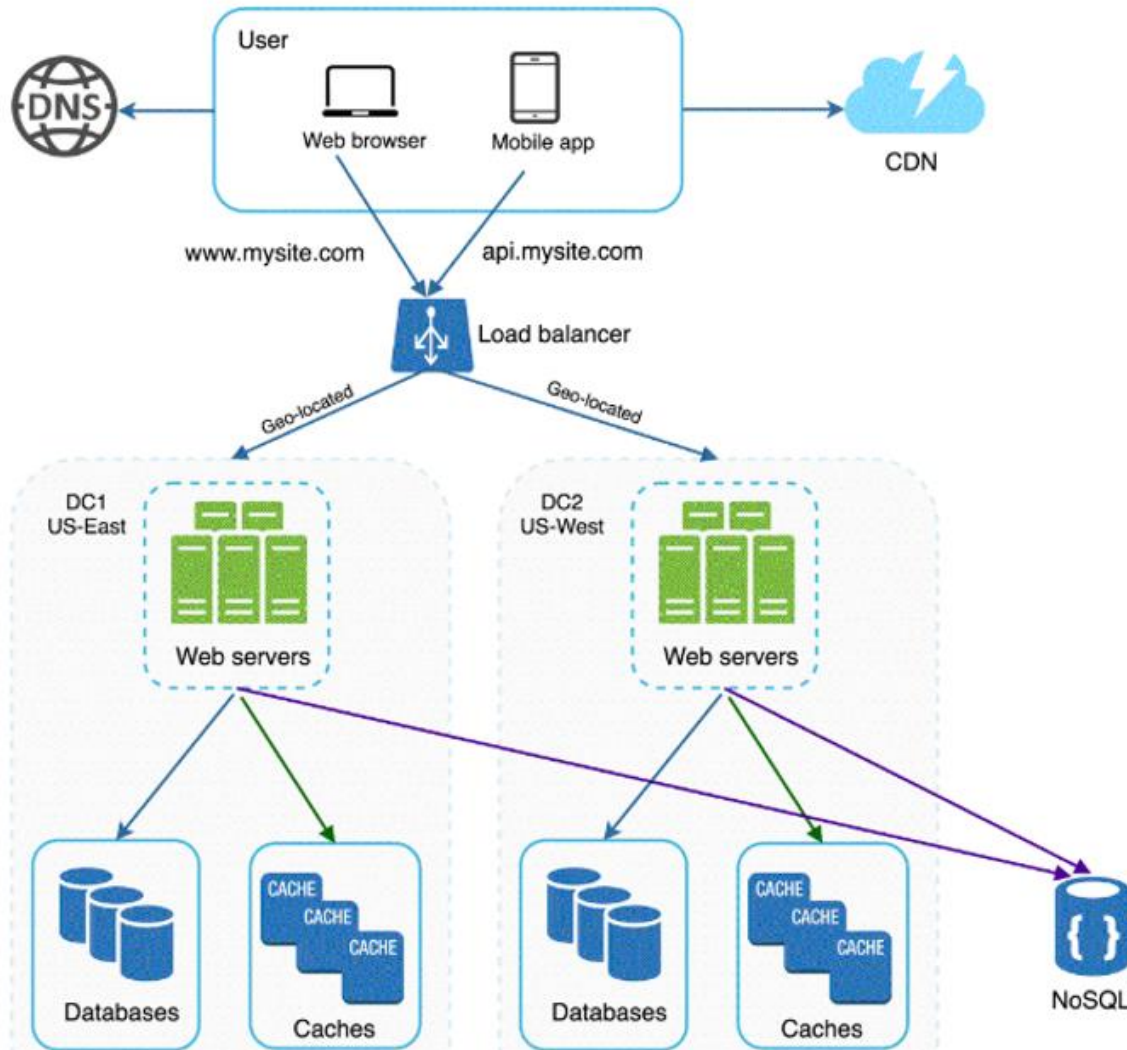 User
DNS
Web browser
Mobile app
CDN
www.mysite.com
api.mysite.com
Load balancer
Geo-located
Geo-located
DC1
US-East
DC2
US-West
Web servers
Web servers
CACHE
CACHE
CACHE
CACHE
CACHE
CACHE
{ }
Databases
Caches
Databases
Caches
NoSQL